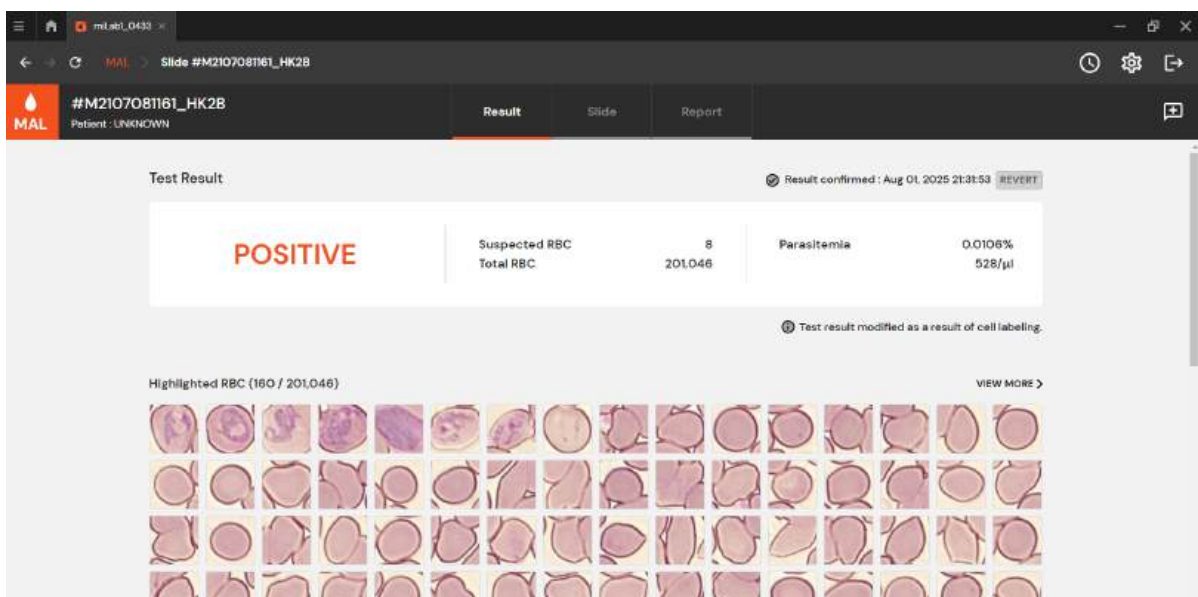 miLab1_0433
MAL > Slide #M2107081161_HK2B
MAL
#M2107081161_HK2B
Patient : UNKNOWN
Result
Slide
Report
Test Result
Result confirmed : Aug 01, 2025 21:31:53 REVERT
POSITIVE
Suspected RBC 8
Total RBC 201,046
Parasitemia 0.0106%
528/µl
Test result modified as a result of cell labeling.
Highlighted RBC (160 / 201,046)
VIEW MORE >